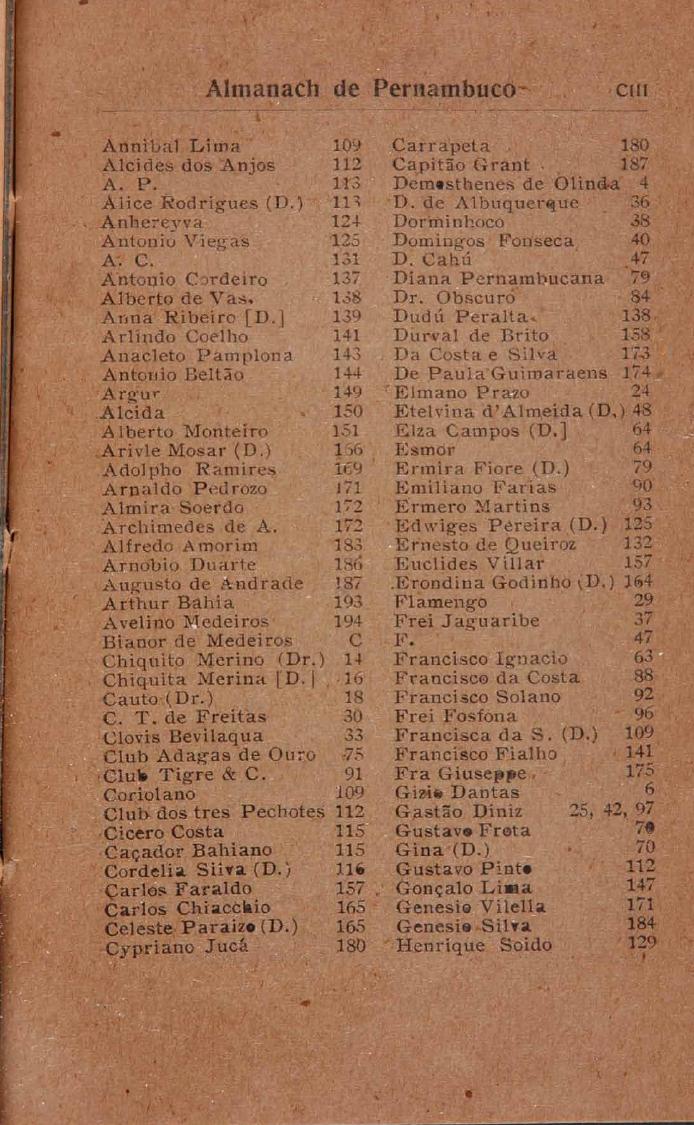 Almanach de Pernambuco CIII
Annibal Lima 109
Alcides dos Anjos 112
A. P. 113
Alice Rodrigues (D.) 113
Anhereyva 124
Antonio Viegas 125
A. C. 131
Antonio Cordeiro 137
Alberto de Vas. 138
Anna Ribeiro [D.] 139
Arlindo Coelho 141
Anacleto Pamplona 143
Antonio Beltão 144
Argur 149
Alcida 150
Alberto Monteiro 151
Arivle Mosar (D.) 166
Adolpho Ramires 169
Arnaldo Pedrozo 171
Almira Soerdo 172
Archimedes de A. 172
Alfredo Amorim 183
Arnobio Duarte 186
Augusto de Andrade 187
Arthur Bahia 193
Avelino Medeiros 194
Bianor de Medeiros C
Chiquito Merino (Dr.) 14
Chiquita Merina [D.] 16
Cauto (Dr.) 18
C. T. de Freitas 30
Clovis Bevilaqua 33
Club Adagas de Ouro 75
Club Tigre & C. 91
Coriolano 109
Club dos tres Pechotes 112
Cicero Costa 115
Caçador Bahiano 115
Cordelia Silva (D.) 116
Carlos Faraldo 157
Carlos Chiacchio 165
Celeste Paraizo (D.) 165
Cypriano Jucá 180
Carrapeta 180
Capitão Grant 187
Demosthenes de Olinda 4
D. de Albuquerque 36
Dorminhoco 38
Domingos Fonseca 40
D. Cahú 47
Diana Pernambucana 79
Dr. Obscuro 84
Dudú Peralta 138
Durval de Brito 158
Da Costa e Silva 173
De Paula Guimaraens 174
Elmano Prazo 24
Etelvina d'Almeida (D.) 48
Elza Campos (D.] 64
Esmor 64
Ermira Fiore (D.) 79
Emiliano Farias 90
Ermero Martins 93
Edwiges Pereira (D.) 125
Ernesto de Queiroz 132
Euclides Villar 157
Erondina Godinho (D.) 164
Flamengo 29
Frei Jaguaribe 37
F. 47
Francisco Ignacio 63
Francisco da Costa 88
Francisco Solano 92
Frei Fosfona 96
Francisca da S. (D.) 109
Francisco Fialho 141
Fra Giuseppe 175
Gizie Dantas 6
Gastão Diniz 25, 42, 97
Gustavo Frota 70
Gina (D.) 70
Gustavo Pinto 112
Gonçalo Lima 147
Genesio Vilella 171
Genesio Silva 184
Henrique Soido 129